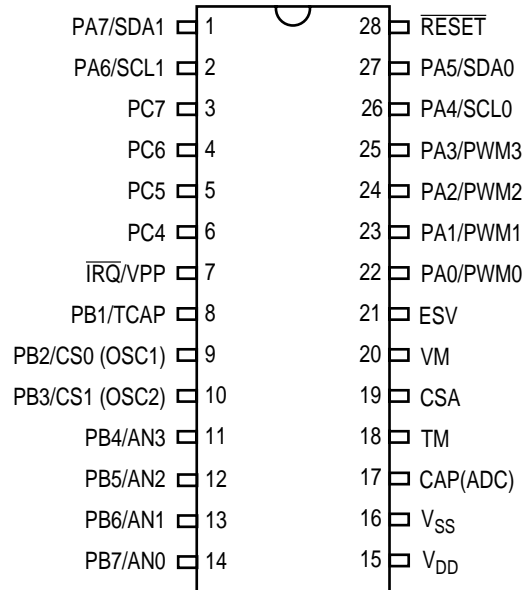 PA7/SDA1 1 28 RESET
PA6/SCL1 2 27 PA5/SDA0
PC7 3 26 PA4/SCL0
PC6 4 25 PA3/PWM3
PC5 5 24 PA2/PWM2
PC4 6 23 PA1/PWM1
IRQ/VPP 7 22 PA0/PWM0
PB1/TCAP 8 21 ESV
PB2/CS0 (OSC1) 9 20 VM
PB3/CS1 (OSC2) 10 19 CSA
PB4/AN3 11 18 TM
PB5/AN2 12 17 CAP(ADC)
PB6/AN1 13 16 VSS
PB7/AN0 14 15 VDD